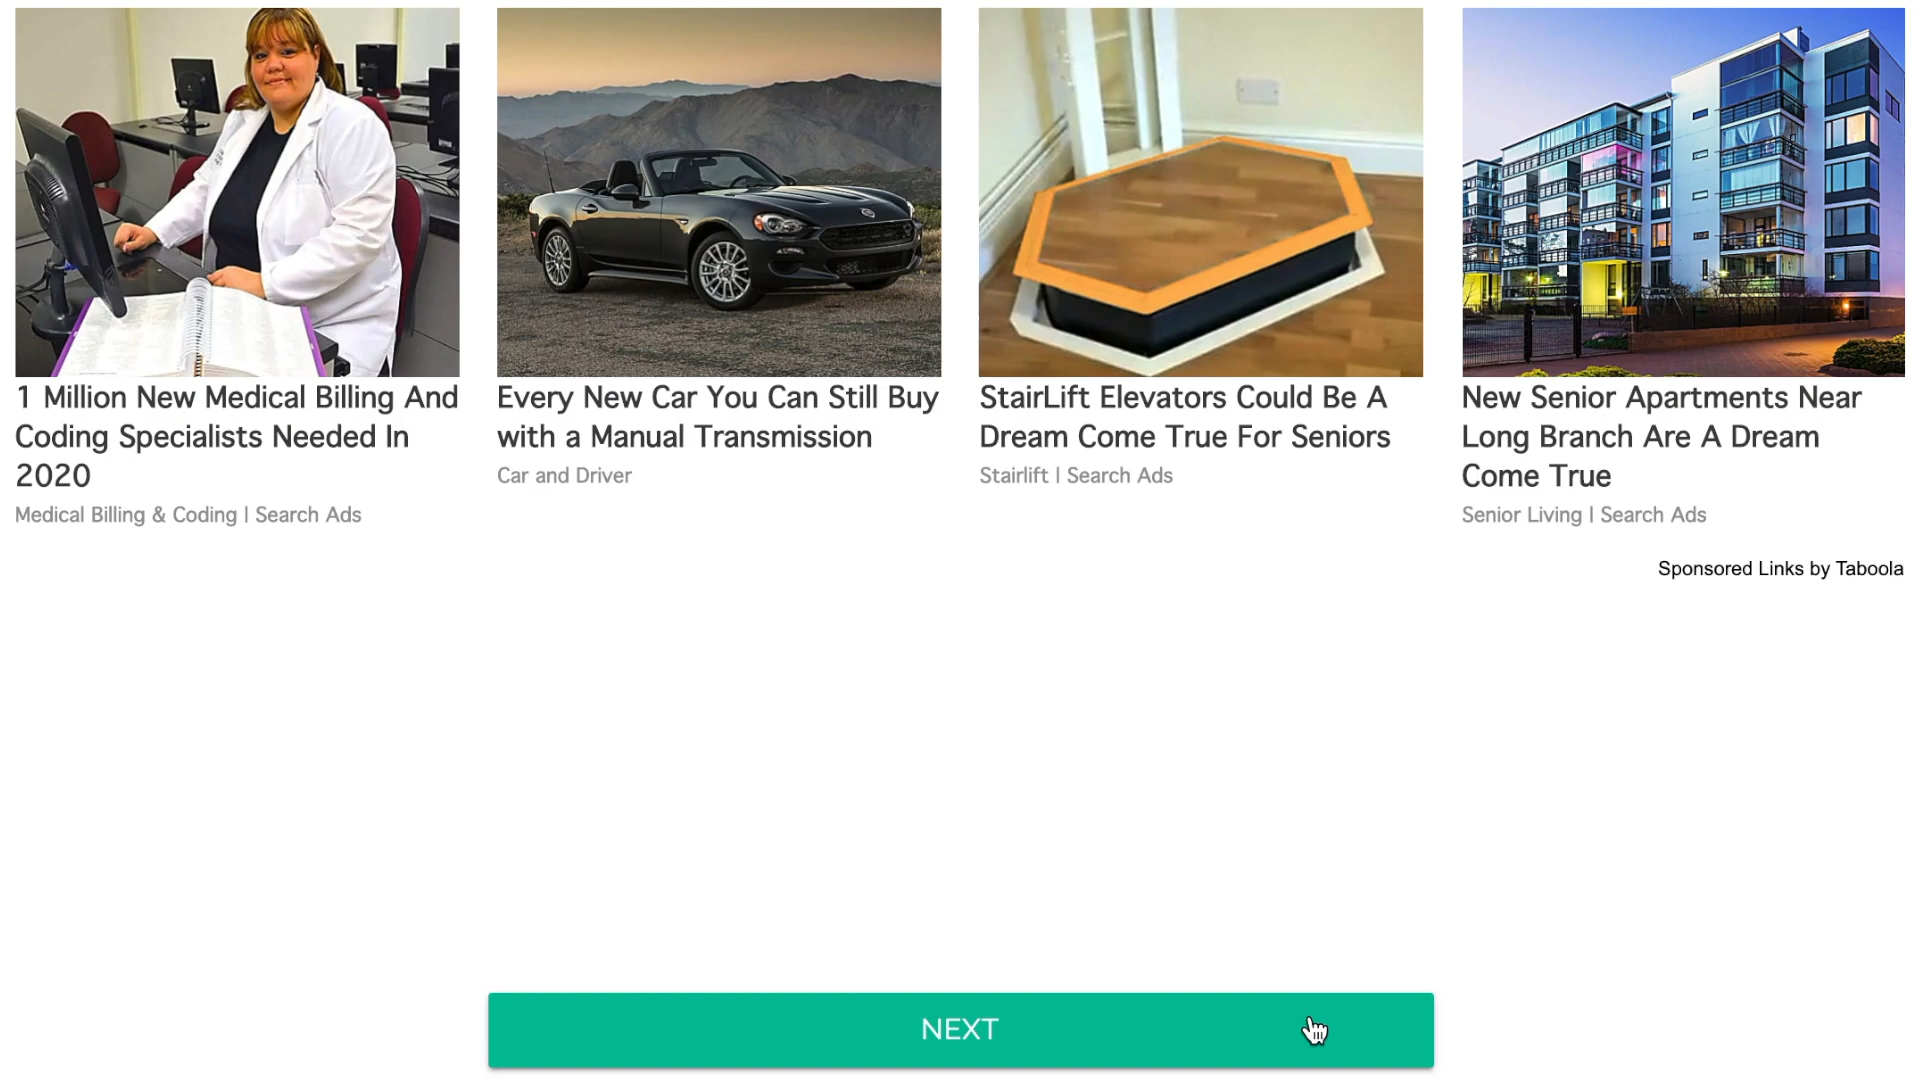 1 Million New Medical Billing And
Coding Specialists Needed In
2020
Medical Billing & Coding | Search Ads
Every New Car You Can Still Buy
with a Manual Transmission
Car and Driver
StairLift Elevators Could Be A
Dream Come True For Seniors
Stairlift | Search Ads
New Senior Apartments Near
Long Branch Are A Dream
Come True
Senior Living | Search Ads
Sponsored Links by Taboola
NEXT